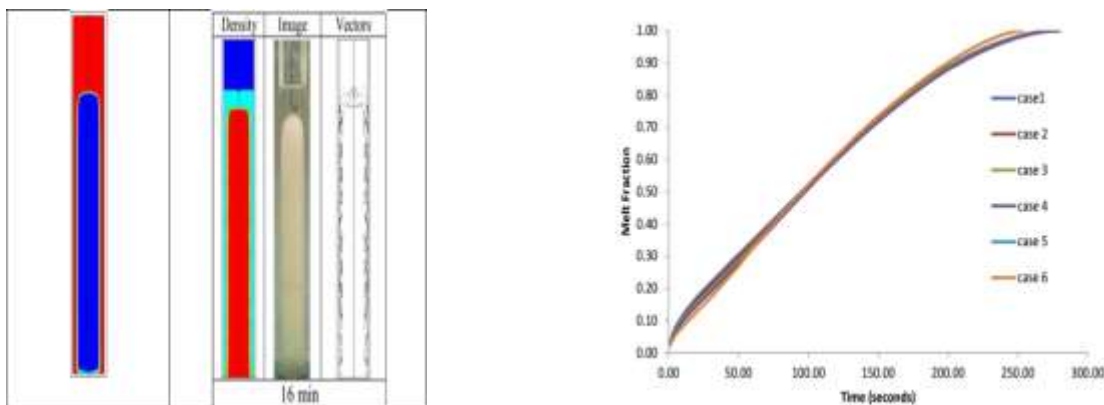 Density Image Vectors
16 min
1.00
0.90
0.80
0.70
0.60
0.50
0.40
0.30
0.20
0.10
0.00
Melt Fraction
0.00 50.00 100.00 150.00 200.00 250.00 300.00
Time (seconds)
case1
case 2
case 3
case 4
case 5
case 6